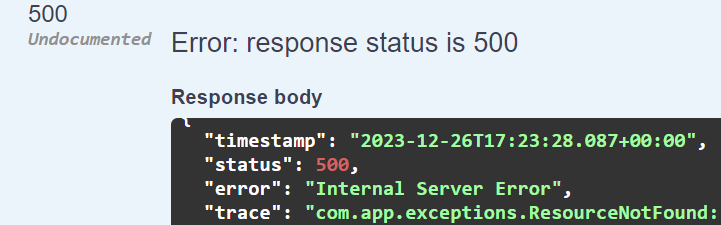 500
Undocumented
Error: response status is 500
Response body
{
"timestamp": "2023-12-26T17:23:28.087+00:00",
"status": 500,
"error": "Internal Server Error",
"trace": "com.app.exceptions.ResourceNotFound: